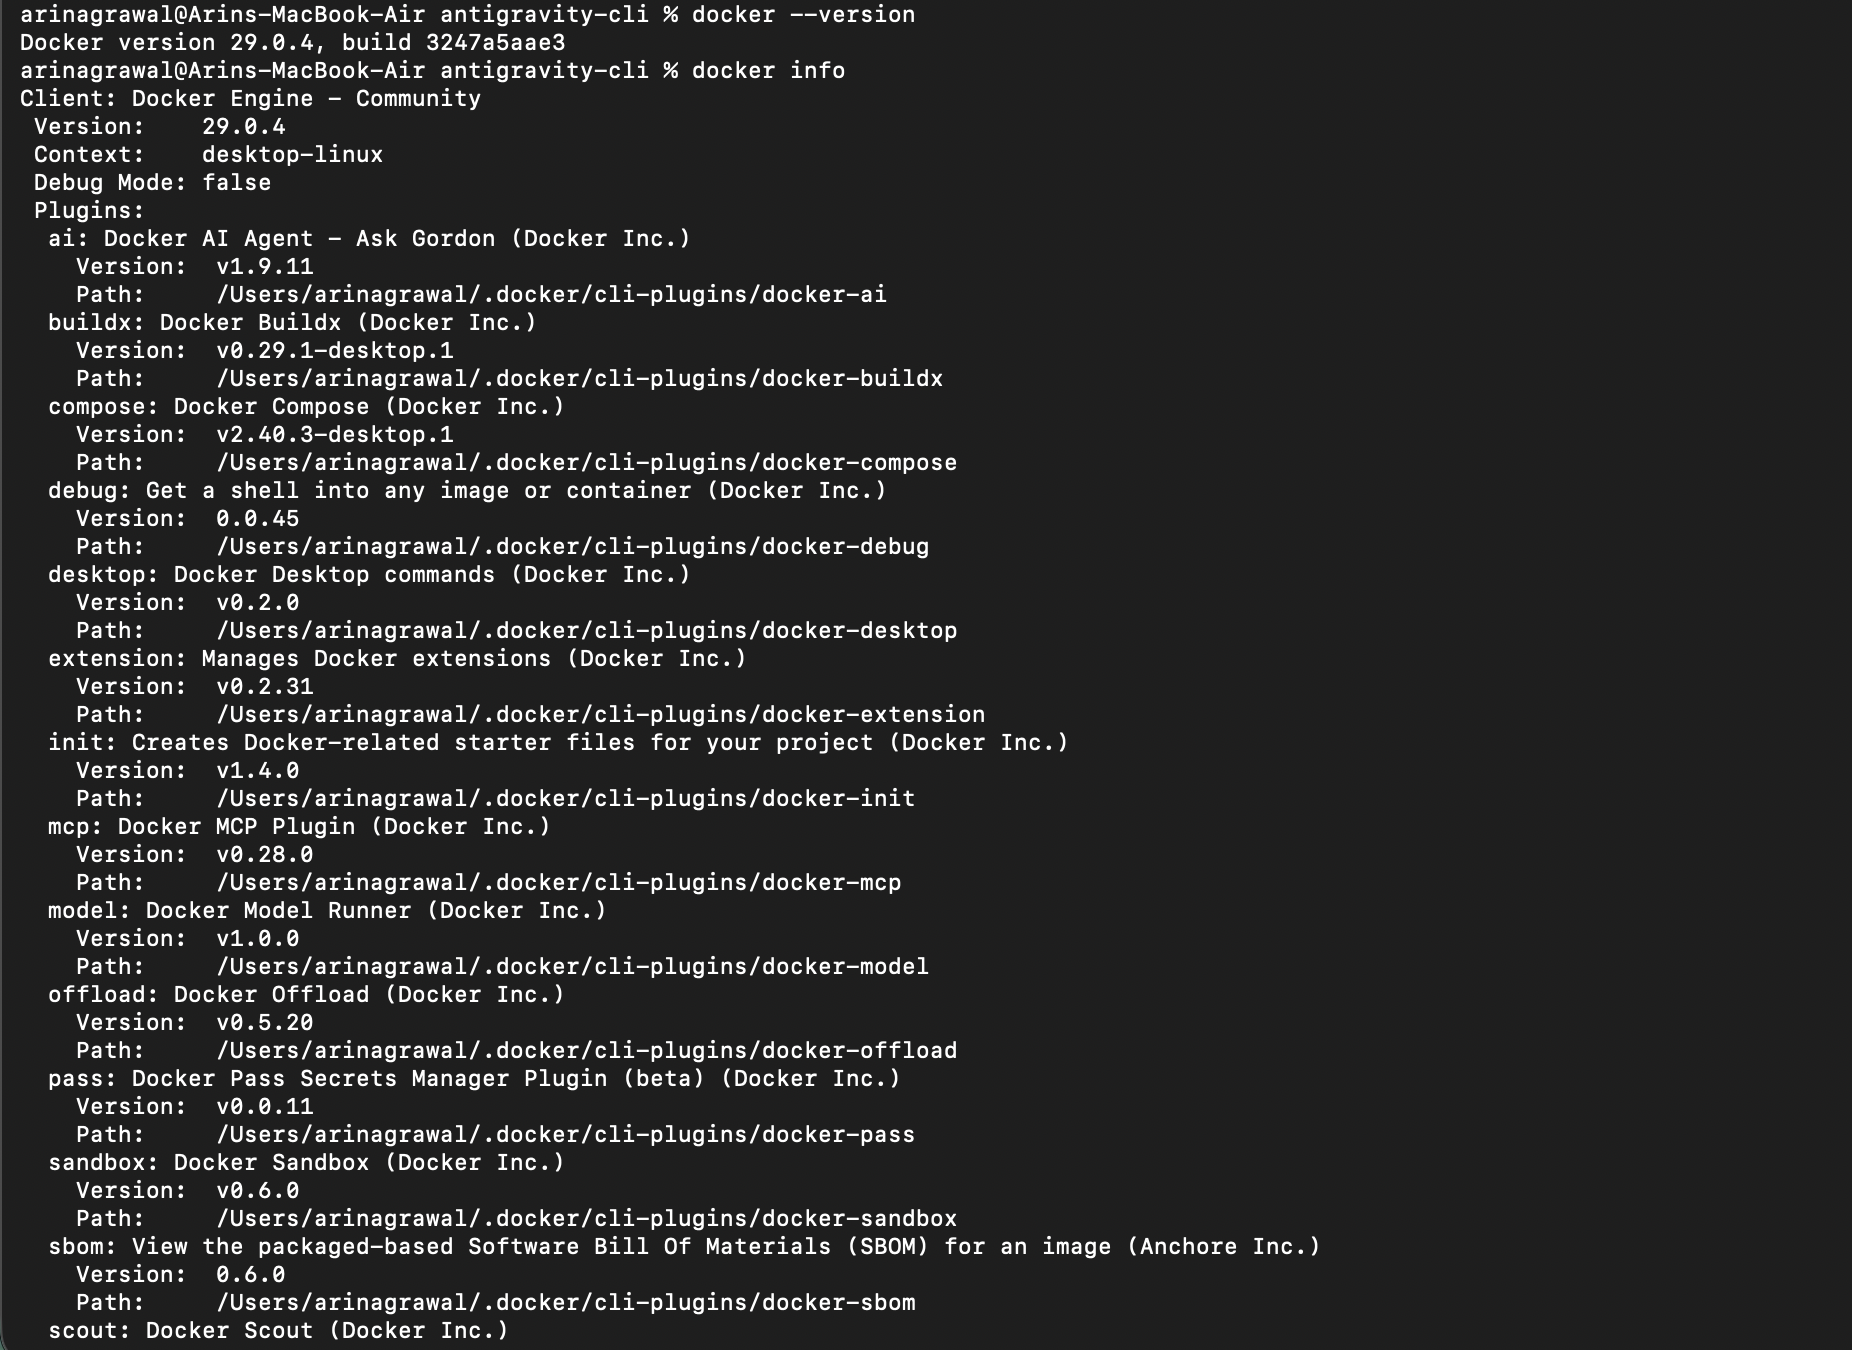 arinagrawal@Arins-MacBook-Air antigravity-cli % docker --version
Docker version 29.0.4, build 3247a5aae3
arinagrawal@Arins-MacBook-Air antigravity-cli % docker info
Client: Docker Engine - Community
 Version:    29.0.4
 Context:    desktop-linux
 Debug Mode: false
 Plugins:
  ai: Docker AI Agent - Ask Gordon (Docker Inc.)
    Version:  v1.9.11
    Path:     /Users/arinagrawal/.docker/cli-plugins/docker-ai
  buildx: Docker Buildx (Docker Inc.)
    Version:  v0.29.1-desktop.1
    Path:     /Users/arinagrawal/.docker/cli-plugins/docker-buildx
  compose: Docker Compose (Docker Inc.)
    Version:  v2.40.3-desktop.1
    Path:     /Users/arinagrawal/.docker/cli-plugins/docker-compose
  debug: Get a shell into any image or container (Docker Inc.)
    Version:  0.0.45
    Path:     /Users/arinagrawal/.docker/cli-plugins/docker-debug
  desktop: Docker Desktop commands (Docker Inc.)
    Version:  v0.2.0
    Path:     /Users/arinagrawal/.docker/cli-plugins/docker-desktop
  extension: Manages Docker extensions (Docker Inc.)
    Version:  v0.2.31
    Path:     /Users/arinagrawal/.docker/cli-plugins/docker-extension
  init: Creates Docker-related starter files for your project (Docker Inc.)
    Version:  v1.4.0
    Path:     /Users/arinagrawal/.docker/cli-plugins/docker-init
  mcp: Docker MCP Plugin (Docker Inc.)
    Version:  v0.28.0
    Path:     /Users/arinagrawal/.docker/cli-plugins/docker-mcp
  model: Docker Model Runner (Docker Inc.)
    Version:  v1.0.0
    Path:     /Users/arinagrawal/.docker/cli-plugins/docker-model
  offload: Docker Offload (Docker Inc.)
    Version:  v0.5.20
    Path:     /Users/arinagrawal/.docker/cli-plugins/docker-offload
  pass: Docker Pass Secrets Manager Plugin (beta) (Docker Inc.)
    Version:  v0.0.11
    Path:     /Users/arinagrawal/.docker/cli-plugins/docker-pass
  sandbox: Docker Sandbox (Docker Inc.)
    Version:  v0.6.0
    Path:     /Users/arinagrawal/.docker/cli-plugins/docker-sandbox
  sbom: View the packaged-based Software Bill Of Materials (SBOM) for an image (Anchore Inc.)
    Version:  0.6.0
    Path:     /Users/arinagrawal/.docker/cli-plugins/docker-sbom
  scout: Docker Scout (Docker Inc.)